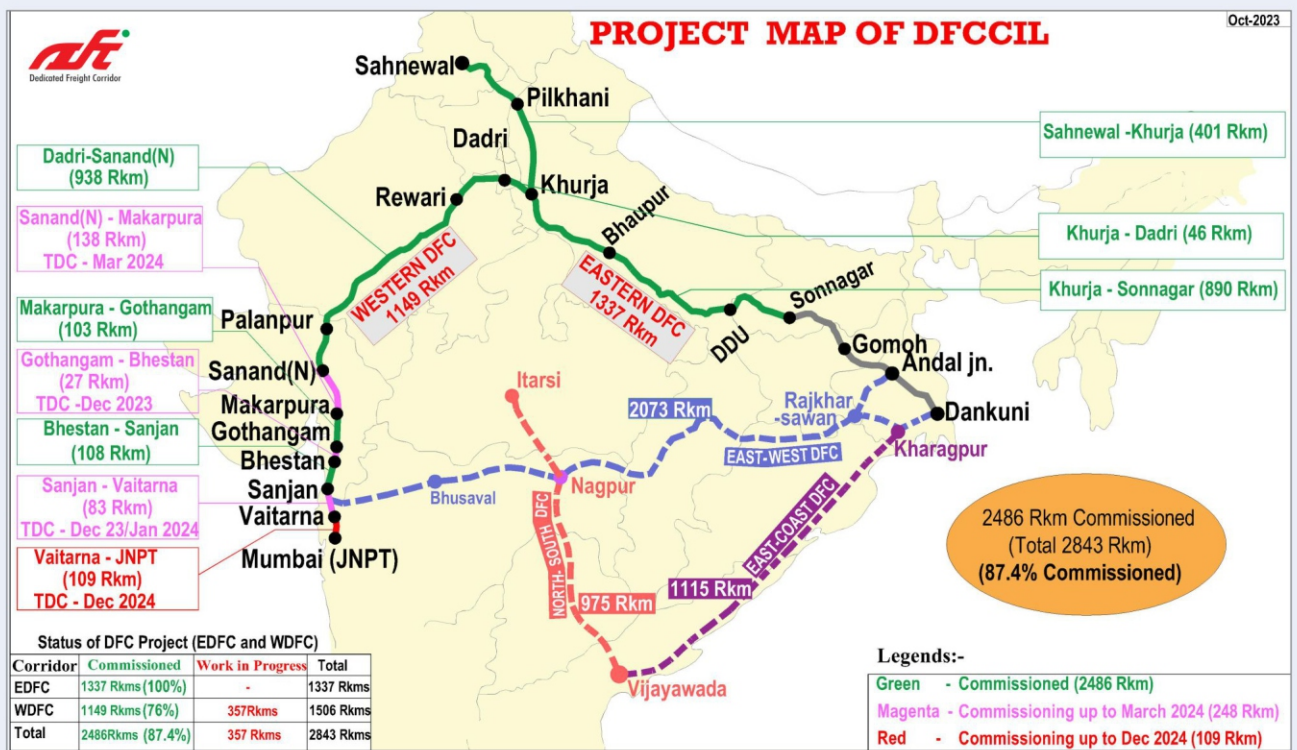 Oct-2023
PROJECT MAP OF DFCCIL
Dedicated Freight Corridor
Sahnewal
Pilkhani
Dadri
Khurja
Rewari
Bhaupur
Sahnewal -Khurja (401 Rkm)
Khurja - Dadri (46 Rkm)
Khurja - Sonnagar (890 Rkm)
Dadri-Sanand(N)
(938 Rkm)
Sanand(N) - Makarpura
(138 Rkm)
TDC - Mar 2024
Makarpura - Gothangam
(103 Rkm)
Gothangam - Bhestan
(27 Rkm)
TDC -Dec 2023
Bhestan - Sanjan
(108 Rkm)
Sanjan - Vaitarna
(83 Rkm)
TDC - Dec 23/Jan 2024
Vaitarna - JNPT
(109 Rkm)
TDC - Dec 2024
WESTERN DFC
1149 Rkm
EASTERN DFC
1337 Rkm
Palanpur
Sanand(N)
Makarpura
Gothangam
Bhestan
Sanjan
Vaitarna
Mumbai (JNPT)
DDU
Sonnagar
Gomoh
Andal jn.
Dankuni
Rajkhar
-sawan
Kharagpur
Itarsi
2073 Rkm
EAST-WEST DFC
Bhusaval
Nagpur
NORTH- SOUTH DFC
975 Rkm
EAST-COAST DFC
1115 Rkm
Vijayawada
2486 Rkm Commissioned
(Total 2843 Rkm)
(87.4% Commissioned)
Status of DFC Project (EDFC and WDFC)
Corridor Commissioned Work in Progress Total
EDFC 1337 Rkms (100%) - 1337 Rkms
WDFC 1149 Rkms (76%) 357Rkms 1506 Rkms
Total 2486Rkms (87.4%) 357 Rkms 2843 Rkms
Legends:-
Green - Commissioned (2486 Rkm)
Magenta - Commissioning up to March 2024 (248 Rkm)
Red - Commissioning up to Dec 2024 (109 Rkm)